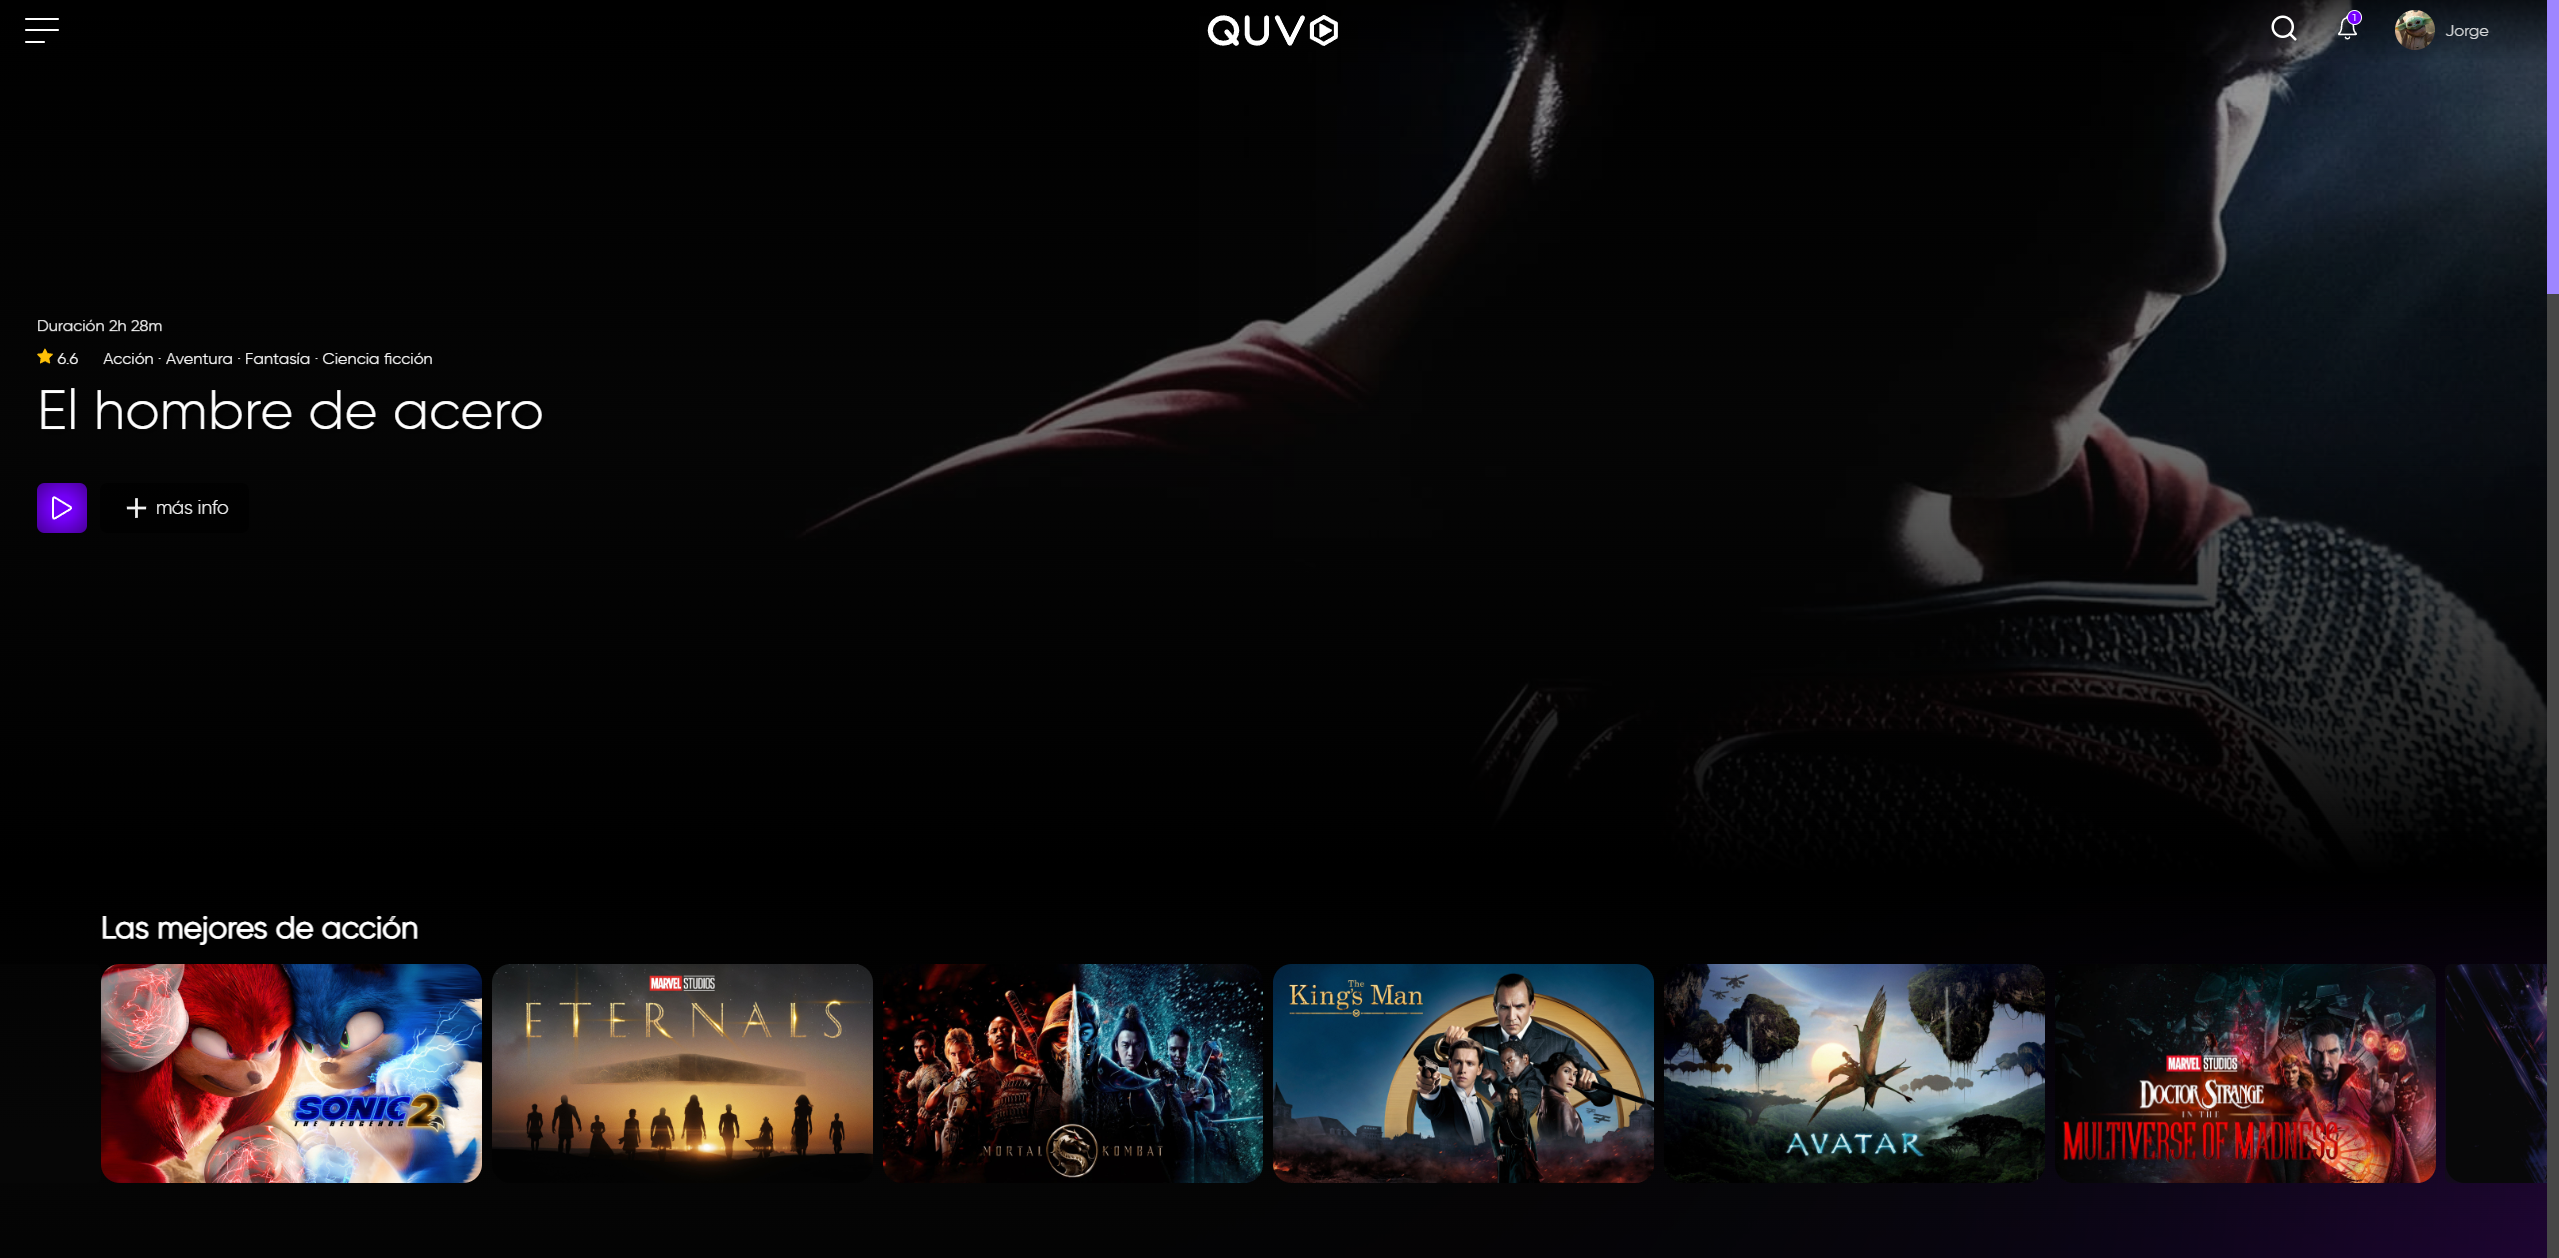 QUVO
1
Jorge
Duración 2h 28m
6.6 Acción · Aventura · Fantasía · Ciencia ficción
El hombre de acero
más info
Las mejores de acción
SONIC 2
THE HEDGEHOG
MARVEL STUDIOS
ETERNALS
MORTAL KOMBAT
The
King's Man
AVATAR
MARVEL STUDIOS
DOCTOR STRANGE
IN THE
MULTIVERSE OF MADNESS